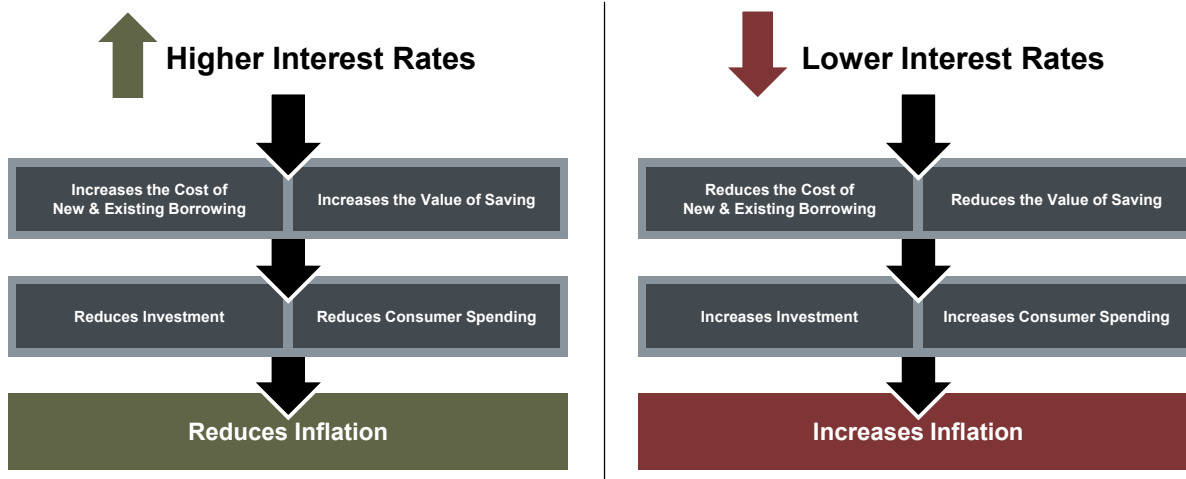 Higher Interest Rates
Increases the Cost of
New & Existing Borrowing
Increases the Value of Saving
Reduces Investment
Reduces Consumer Spending
Reduces Inflation
Lower Interest Rates
Reduces the Cost of
New & Existing Borrowing
Reduces the Value of Saving
Increases Investment
Increases Consumer Spending
Increases Inflation